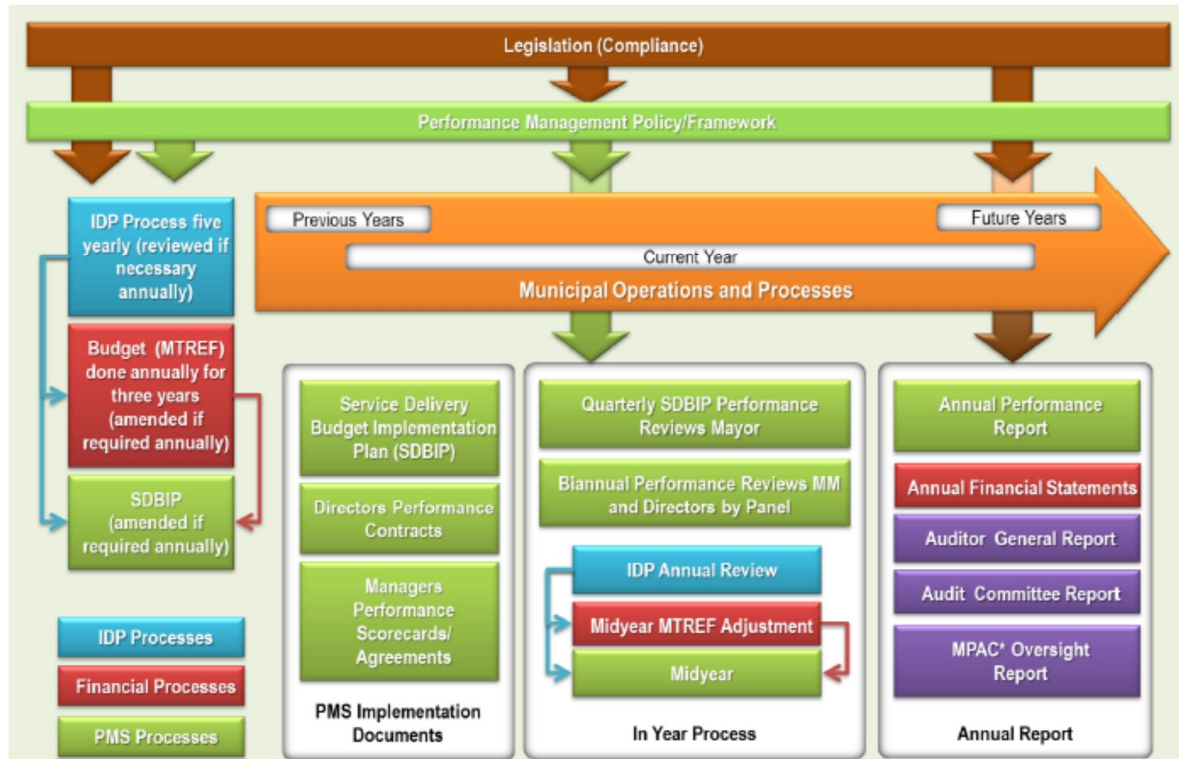 Legislation (Compliance)
Performance Management Policy/Framework
IDP Process five
yearly (reviewed if
necessary
annually)
Previous Years
Future Years
Current Year
Municipal Operations and Processes
Budget (MTREF)
done annually for
three years
(amended if
required annually)
SDBIP
(amended if
required annually)
IDP Processes
Financial Processes
PMS Processes
Service Delivery
Budget Implementation
Plan (SDBIP)
Directors Performance
Contracts
Managers
Performance
Scorecards/
Agreements
PMS Implementation
Documents
Quarterly SDBIP Performance
Reviews Mayor
Biannual Performance Reviews MM
and Directors by Panel
IDP Annual Review
Midyear MTREF Adjustment
Midyear
In Year Process
Annual Performance
Report
Annual Financial Statements
Auditor General Report
Audit Committee Report
MPAC* Oversight
Report
Annual Report